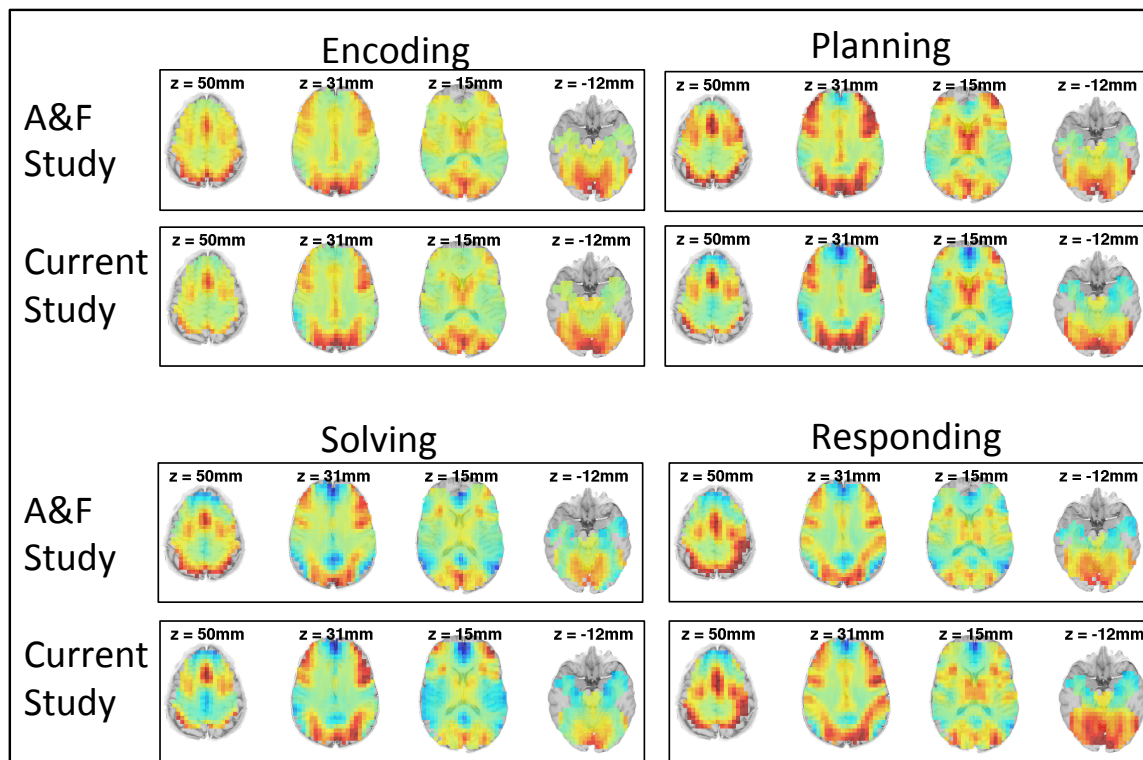 Encoding
Planning
A&F
Study
z = 50mm z = 31mm z = 15mm z = -12mm
z = 50mm z = 31mm z = 15mm z = -12mm
Current
Study
z = 50mm z = 31mm z = 15mm z = -12mm
z = 50mm z = 31mm z = 15mm z = -12mm
Solving
Responding
A&F
Study
z = 50mm z = 31mm z = 15mm z = -12mm
z = 50mm z = 31mm z = 15mm z = -12mm
Current
Study
z = 50mm z = 31mm z = 15mm z = -12mm
z = 50mm z = 31mm z = 15mm z = -12mm